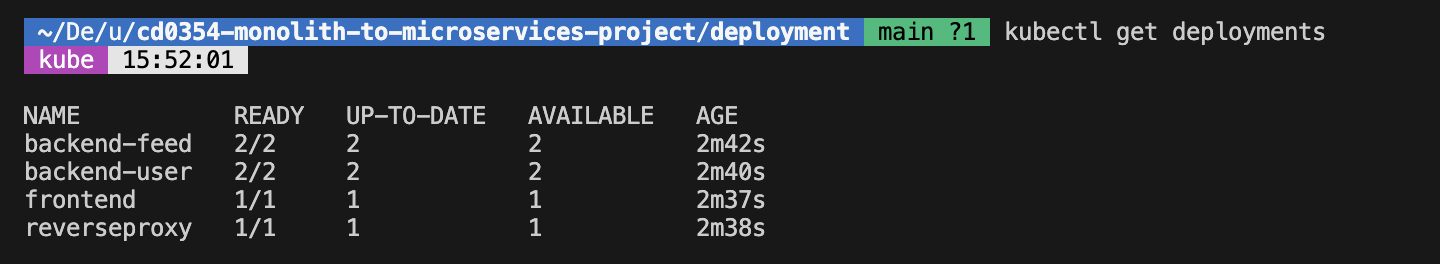 ~/De/u/cd0354-monolith-to-microservices-project/deployment main ?1 kubectl get deployments
kube 15:52:01
NAME READY UP-TO-DATE AVAILABLE AGE
backend-feed 2/2 2 2 2m42s
backend-user 2/2 2 2 2m40s
frontend 1/1 1 1 2m37s
reverseproxy 1/1 1 1 2m38s